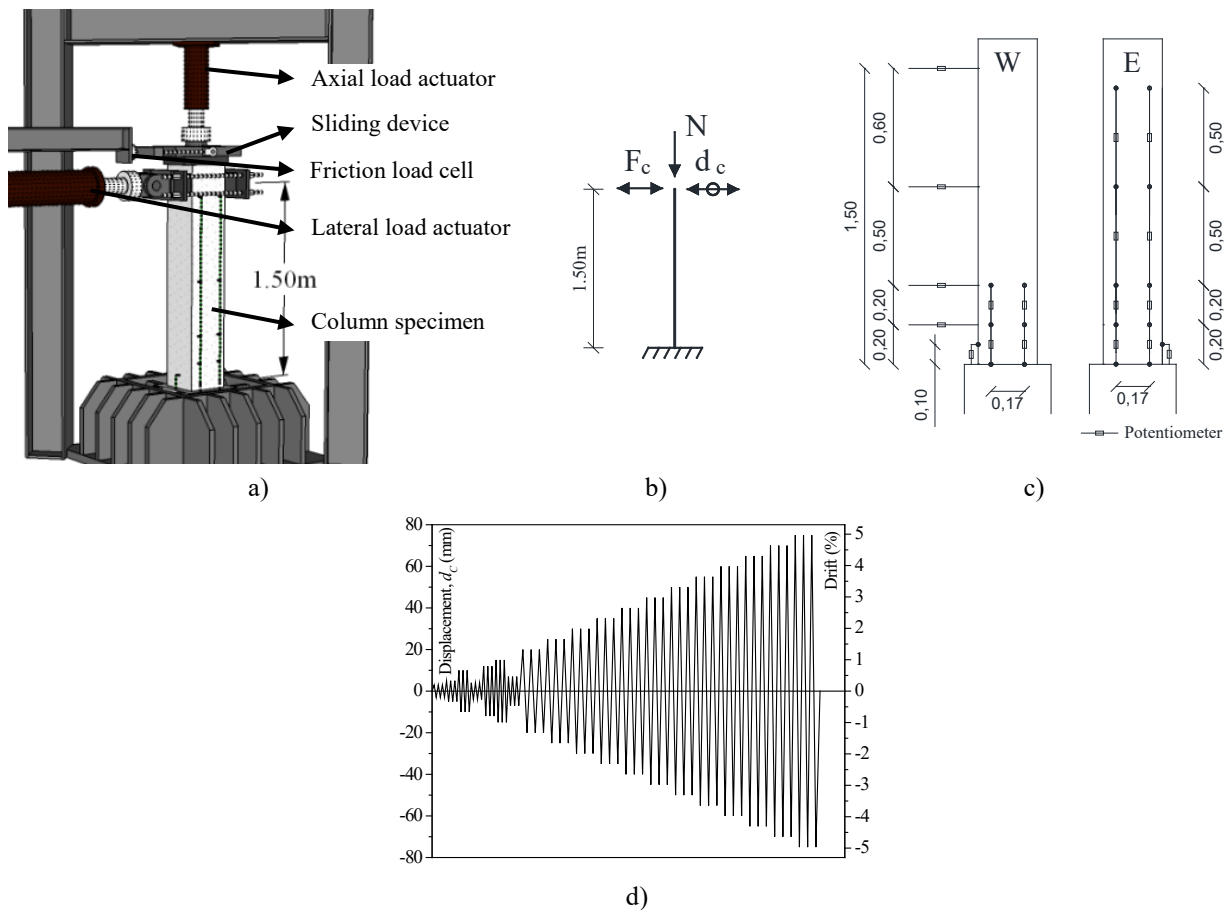 Axial load actuator
Sliding device
Friction load cell
Lateral load actuator
1.50m
Column specimen
a)
N
F c
d c
1.50m
b)
W
E
1,50
0,60
0,50
0,20
0,20
0,10
0,17
0,17
0,50
0,50
0,20
0,20
Potentiometer
c)
80
60
40
20
0
-20
-40
-60
-80
Displacement, dC (mm)
Drift (%)
5
4
3
2
1
0
-1
-2
-3
-4
-5
d)